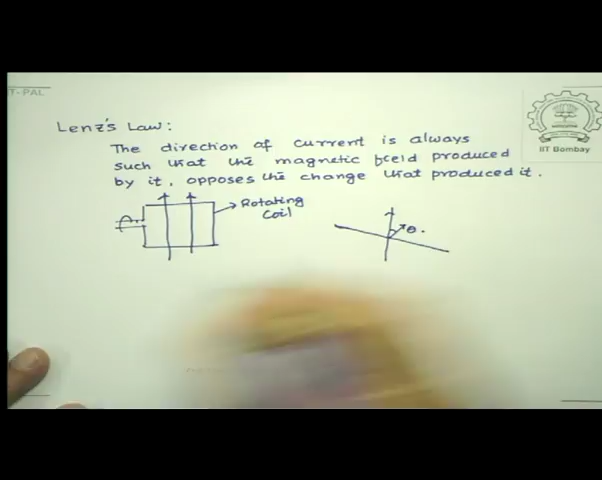 IT-PAL
IIT Bombay
Lenz's Law:
The direction of current is always
such that the magnetic field produced
by it, opposes the change that produced it.
Rotating
Coil
θ.